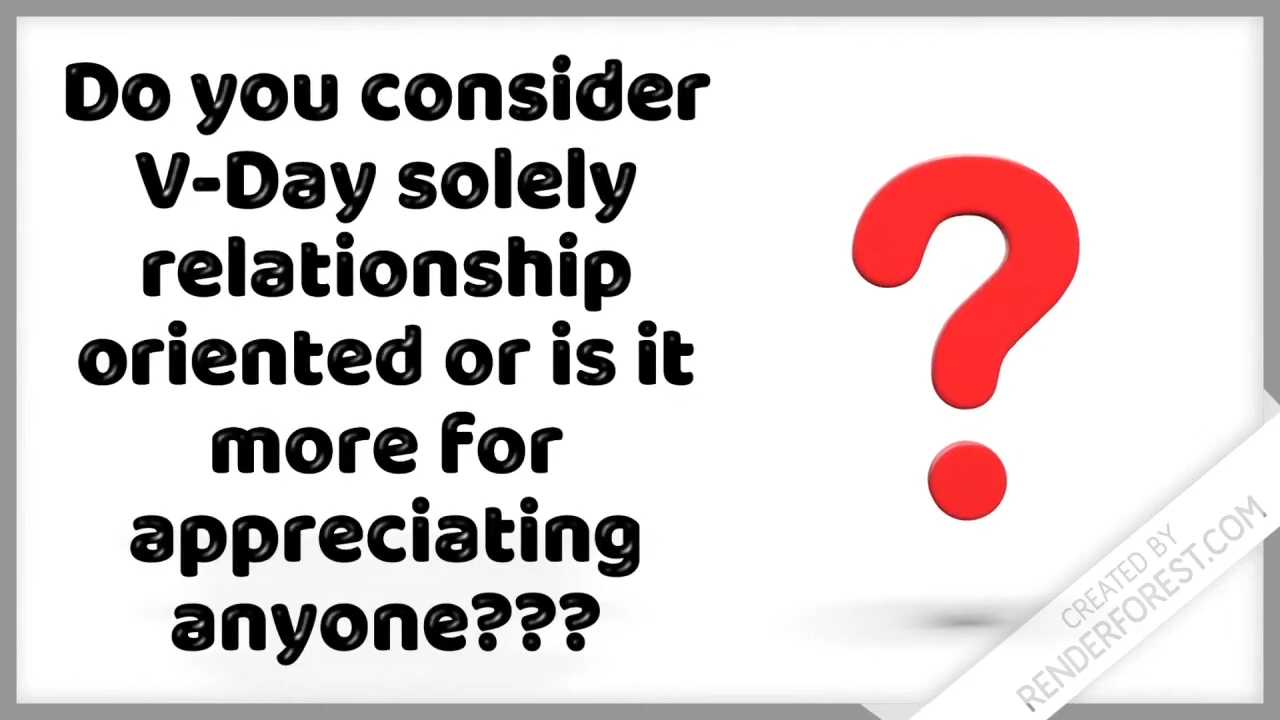 Do you consider
V-Day solely
relationship
oriented or is it
more for
appreciating
anyone???
?
CREATED BY
RENDERFOREST.COM